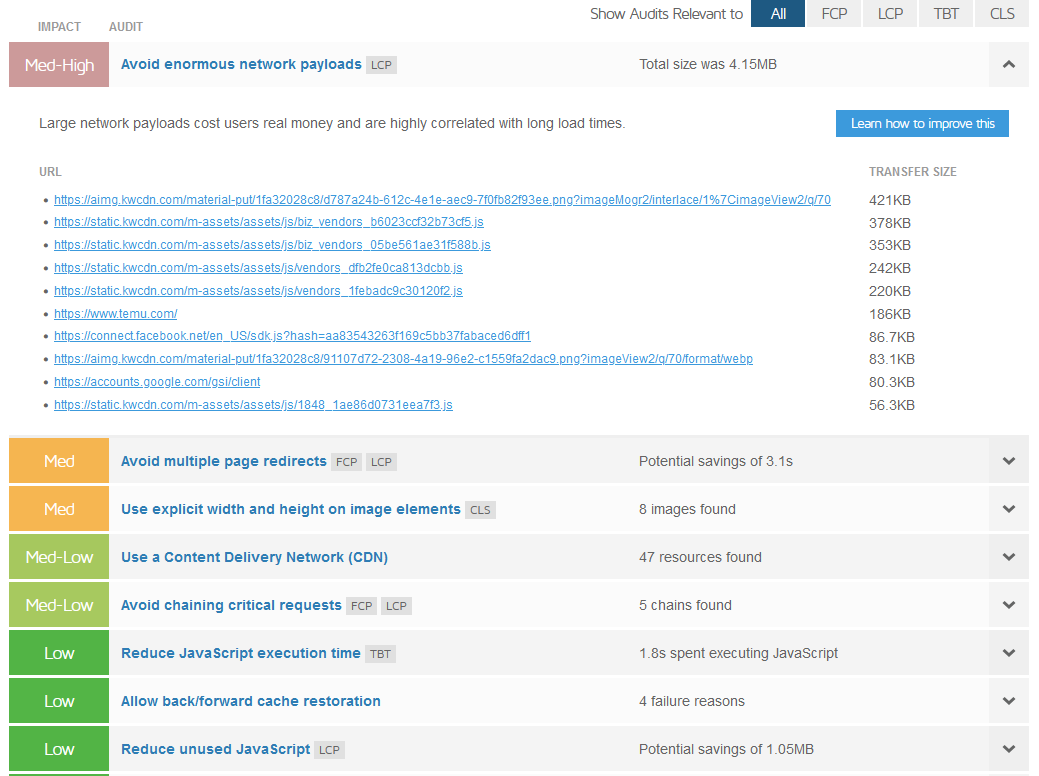 Show Audits Relevant to All FCP LCP TBT CLS
IMPACT AUDIT
Med-High Avoid enormous network payloads LCP Total size was 4.15MB
Large network payloads cost users real money and are highly correlated with long load times. Learn how to improve this
URL TRANSFER SIZE
https://aimg.kwcdn.com/material-put/1fa32028c8/d787a24b-612c-4e1e-aec9-7f0fb82f93ee.png?imageMogr2/interlace/1%7CimageView2/q/70 421KB
https://static.kwcdn.com/m-assets/assets/js/biz_vendors_b6023ccf32b73cf5.js 378KB
https://static.kwcdn.com/m-assets/assets/js/biz_vendors_05be561ae31f588b.js 353KB
https://static.kwcdn.com/m-assets/assets/js/vendors_dfb2fe0ca813dcbb.js 242KB
https://static.kwcdn.com/m-assets/assets/js/vendors_1febadc9c30120f2.js 220KB
https://www.temu.com/ 186KB
https://connect.facebook.net/en_US/sdk.js?hash=aa83543263f169c5bb37fabaced6dff1 86.7KB
https://aimg.kwcdn.com/material-put/1fa32028c8/91107d72-2308-4a19-96e2-c1559fa2dac9.png?imageView2/q/70/format/webp 83.1KB
https://accounts.google.com/gsi/client 80.3KB
https://static.kwcdn.com/m-assets/assets/js/1848_1ae86d0731eea7f3.js 56.3KB
Med Avoid multiple page redirects FCP LCP Potential savings of 3.1s
Med Use explicit width and height on image elements CLS 8 images found
Med-Low Use a Content Delivery Network (CDN) 47 resources found
Med-Low Avoid chaining critical requests FCP LCP 5 chains found
Low Reduce JavaScript execution time TBT 1.8s spent executing JavaScript
Low Allow back/forward cache restoration 4 failure reasons
Low Reduce unused JavaScript LCP Potential savings of 1.05MB